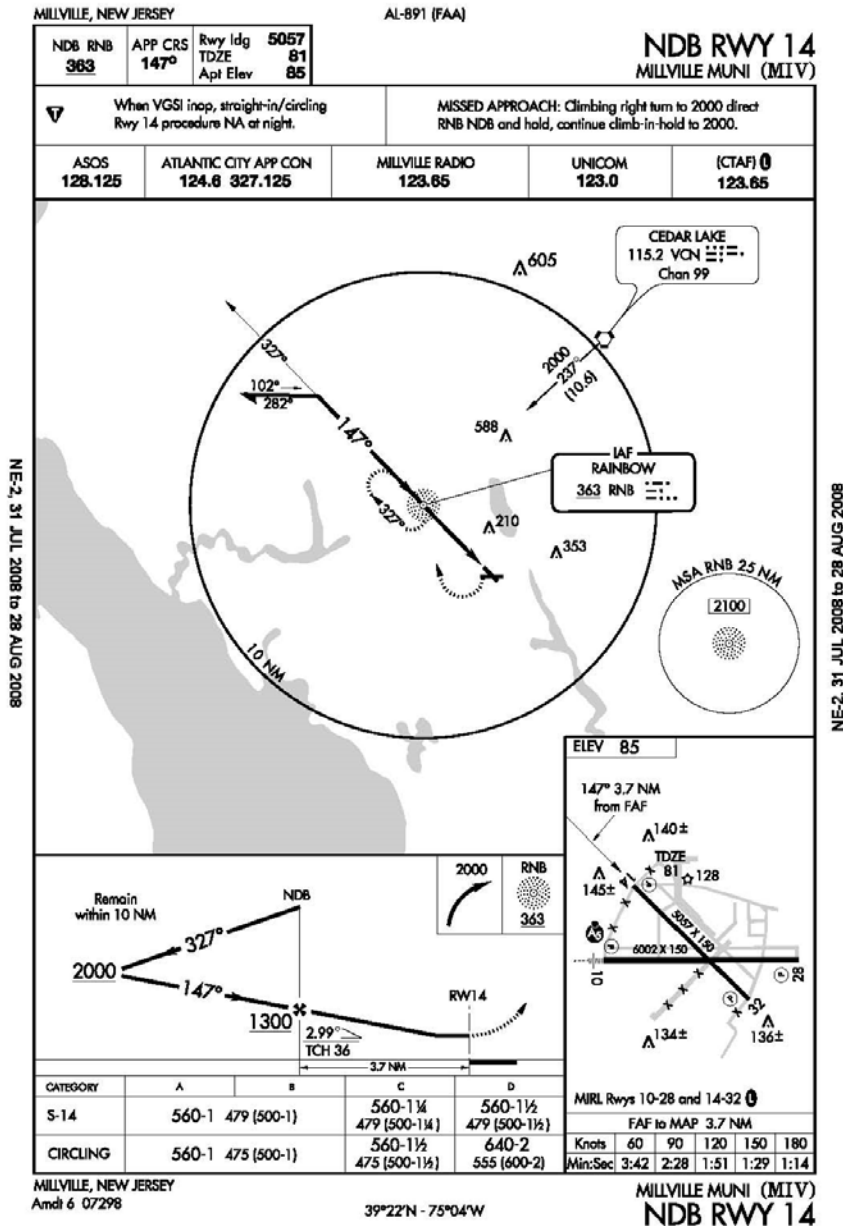 MILLVILLE, NEW JERSEY
AL-891 (FAA)
NDB RNB
363
APP CRS
147°
Rwy ldg 5057
TDZE 81
Apt Elev 85
NDB RWY 14
MILLVILLE MUNI (MIV)
T
When VGSI inop, straight-in/circling
Rwy 14 procedure NA at night.
MISSED APPROACH: Climbing right turn to 2000 direct
RNB NDB and hold, continue climb-in-hold to 2000.
ASOS
128.125
ATLANTIC CITY APP CON
124.6 327.125
MILLVILLE RADIO
123.65
UNICOM
123.0
(CTAF) L
123.65
605
CEDAR LAKE
115.2 VCN
Chan 99
327°
2000
237°
(10.6)
102°
282°
147°
588
IAF
RAINBOW
363 RNB
327°
210
353
MSA RNB 25 NM
2100
10 NM
NE-2, 31 JUL 2008 to 28 AUG 2008
NE-2, 31 JUL 2008 to 28 AUG 2008
ELEV 85
147° 3.7 NM
from FAF
140±
TDZE
81
128
145±
14
P
A5
5057 X 150
6002 X 150
10
28
32
P
P
P
134±
136±
MIRL Rwys 10-28 and 14-32 L
FAF to MAP 3.7 NM
Knots 60 90 120 150 180
Min:Sec 3:42 2:28 1:51 1:29 1:14
Remain
within 10 NM
NDB
2000
RNB
363
327°
2000
147°
1300
2.99°
TCH 36
RW14
3.7 NM
CATEGORY A B C D
S-14 560-1 479 (500-1) 560-1¼ 479 (500-1¼) 560-1½ 479 (500-1½)
CIRCLING 560-1 475 (500-1) 560-1½ 475 (500-1½) 640-2 555 (600-2)
MILLVILLE, NEW JERSEY
Amdt 6 07298
39°22'N - 75°04'W
MILLVILLE MUNI (MIV)
NDB RWY 14